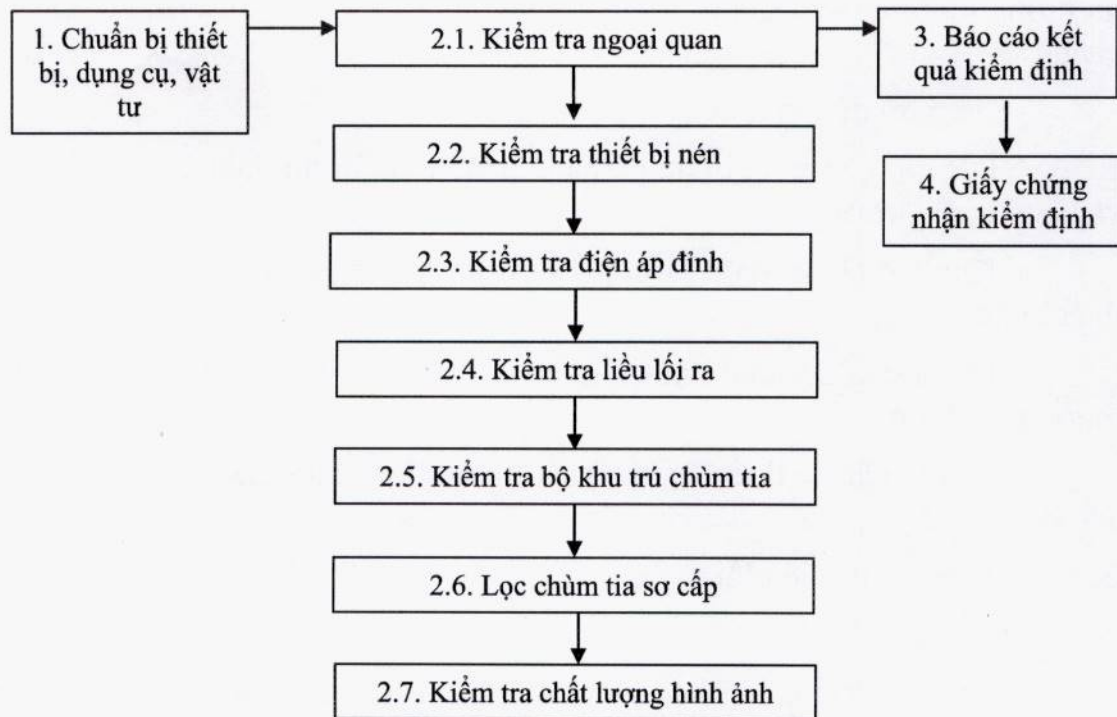 1. Chuẩn bị thiết
bị, dụng cụ, vật
tư
2.1. Kiểm tra ngoại quan
2.2. Kiểm tra thiết bị nén
2.3. Kiểm tra điện áp đỉnh
2.4. Kiểm tra liều lối ra
2.5. Kiểm tra bộ khu trú chùm tia
2.6. Lọc chùm tia sơ cấp
2.7. Kiểm tra chất lượng hình ảnh
3. Báo cáo kết
quả kiểm định
4. Giấy chứng
nhận kiểm định